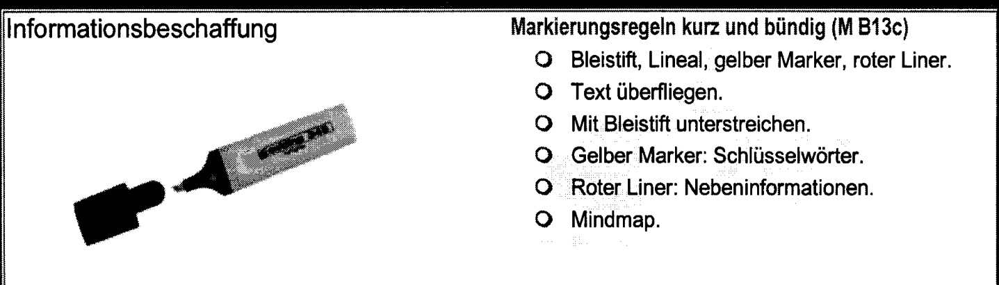 Informationsbeschaffung
Markierungsregeln kurz und bündig (M B13c)
Bleistift, Lineal, gelber Marker, roter Liner.
Text überfliegen.
Mit Bleistift unterstreichen.
Gelber Marker: Schlüsselwörter.
Roter Liner: Nebeninformationen.
Mindmap.